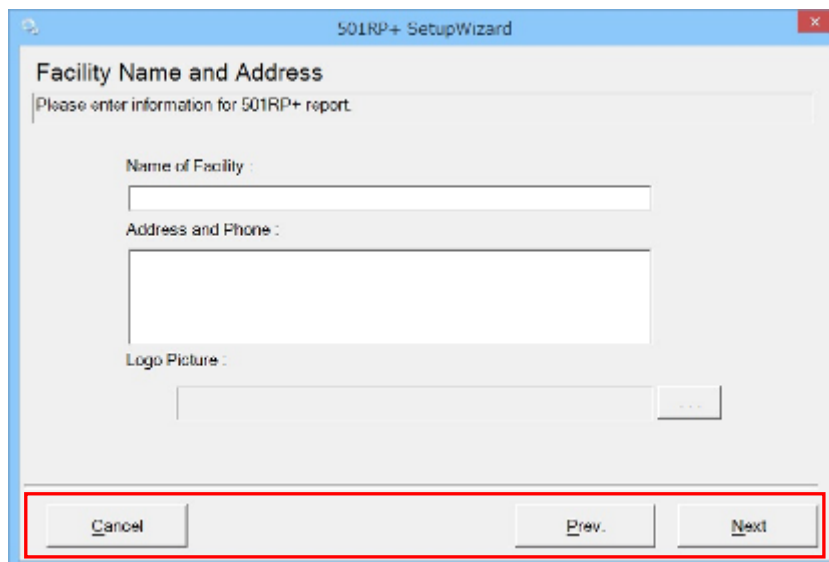 501RP+ SetupWizard
Facility Name and Address
Please enter information for 501RP+ report.
Name of Facility :
Address and Phone :
Logo Picture :
...
Cancel Prev. Next